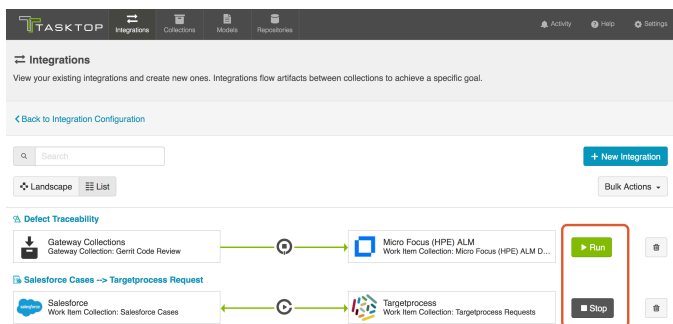 TASKTOP
Integrations
Collections
Models
Repositories
Activity
Help
Settings
Integrations
View your existing integrations and create new ones. Integrations flow artifacts between collections to achieve a specific goal.
Back to Integration Configuration
Search
+ New Integration
Landscape
List
Bulk Actions
Defect Traceability
Gateway Collections
Gateway Collection: Gerrit Code Review
Micro Focus (HPE) ALM
Work Item Collection: Micro Focus (HPE) ALM D...
Run
Salesforce Cases --> Targetprocess Request
salesforce
Salesforce
Work Item Collection: Salesforce Cases
Targetprocess
Work Item Collection: Targetprocess Requests
Stop